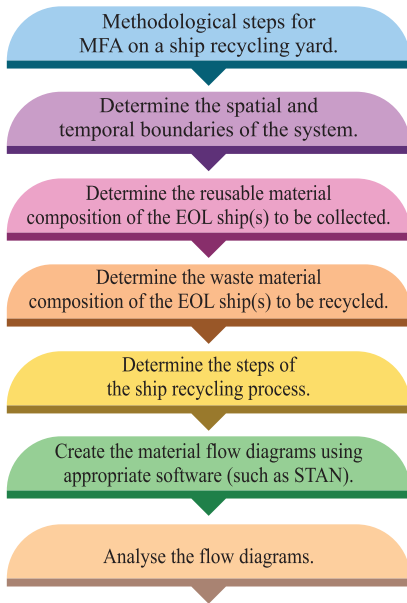 Methodological steps for
MFA on a ship recycling yard.
Determine the spatial and
temporal boundaries of the system.
Determine the reusable material
composition of the EOL ship(s) to be collected.
Determine the waste material
composition of the EOL ship(s) to be recycled.
Determine the steps of
the ship recycling process.
Create the material flow diagrams using
appropriate software (such as STAN).
Analyse the flow diagrams.